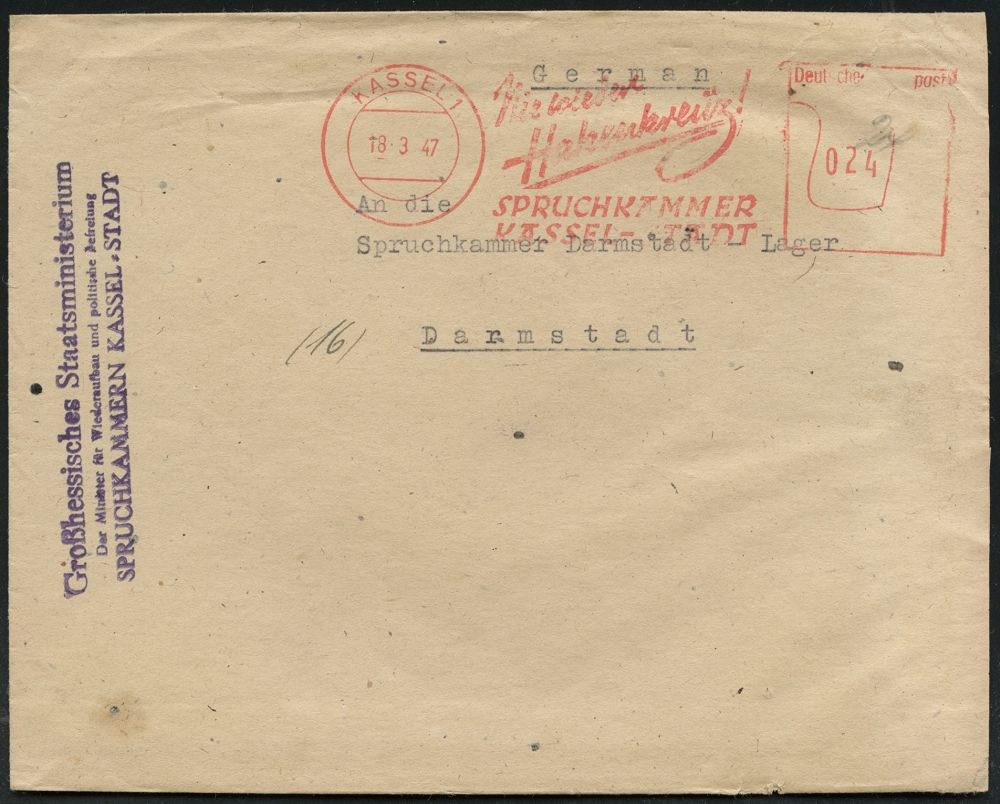 German
KASSEL 1
18·3 47
Nie wieder
Hakenkreuz!
SPRUCHKAMMER
KASSEL-STADT
Deutsche post
024
An die
Spruchkammer Darmstadt - Lager
(16) Darmstadt
Großhessisches Staatsministerium
Der Minister für Wiederaufbau und politische Befreiung
SPRUCHKAMMERN KASSEL-STADT